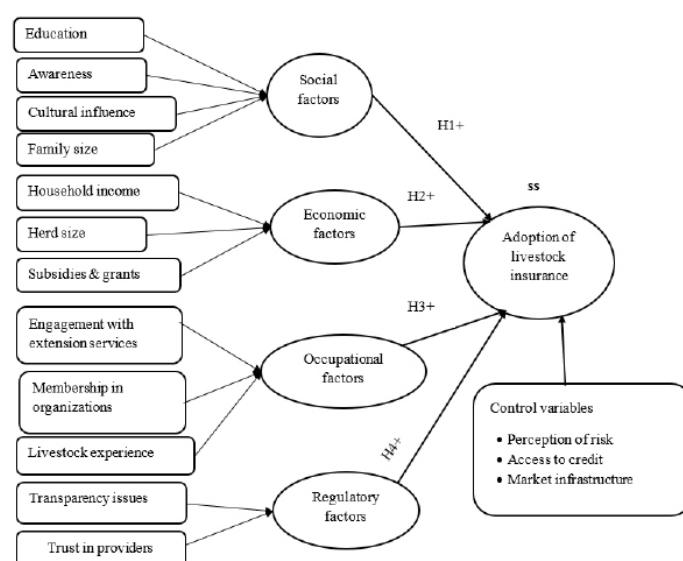 Education
Awareness
Cultural influence
Family size
Household income
Herd size
Subsidies & grants
Engagement with
extension services
Membership in
organizations
Livestock experience
Transparency issues
Trust in providers
Social
factors
Economic
factors
Occupational
factors
Regulatory
factors
H1+
H2+
H3+
H4+
ss
Adoption of
livestock
insurance
Control variables
• Perception of risk
• Access to credit
• Market infrastructure